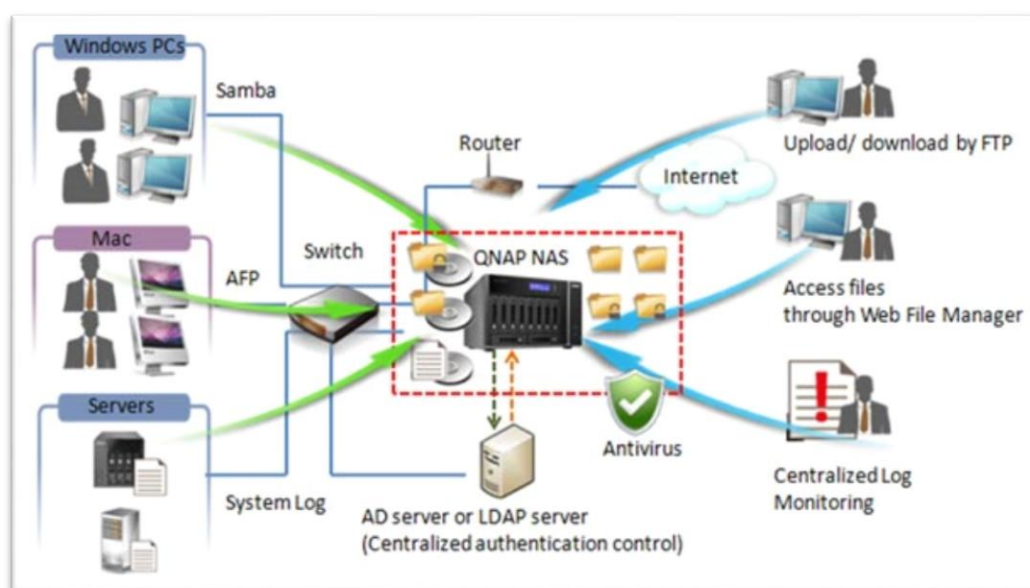 Windows PCs
Samba
Router
Internet
Upload/ download by FTP
Mac
Switch
AFP
QNAP NAS
Access files
through Web File Manager
Servers
System Log
Antivirus
AD server or LDAP server
(Centralized authentication control)
Centralized Log
Monitoring